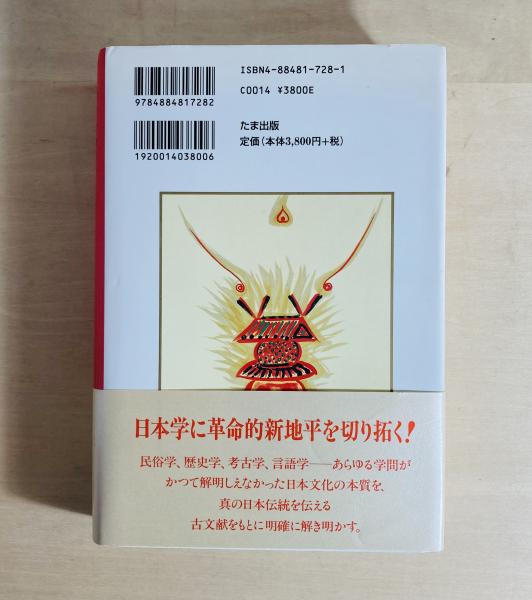 ISBN4-88481-728-1
C0014 ¥3800E
9784884817282
たま出版
定価(本体3,800円+税)
1920014038006
日本学に革命的新地平を切り拓く!
民俗学、歴史学、考古学、言語学──あらゆる学問が
かつて解明しえなかった日本文化の本質を、
真の日本伝統を伝える
古文献をもとに明確に解き明かす。